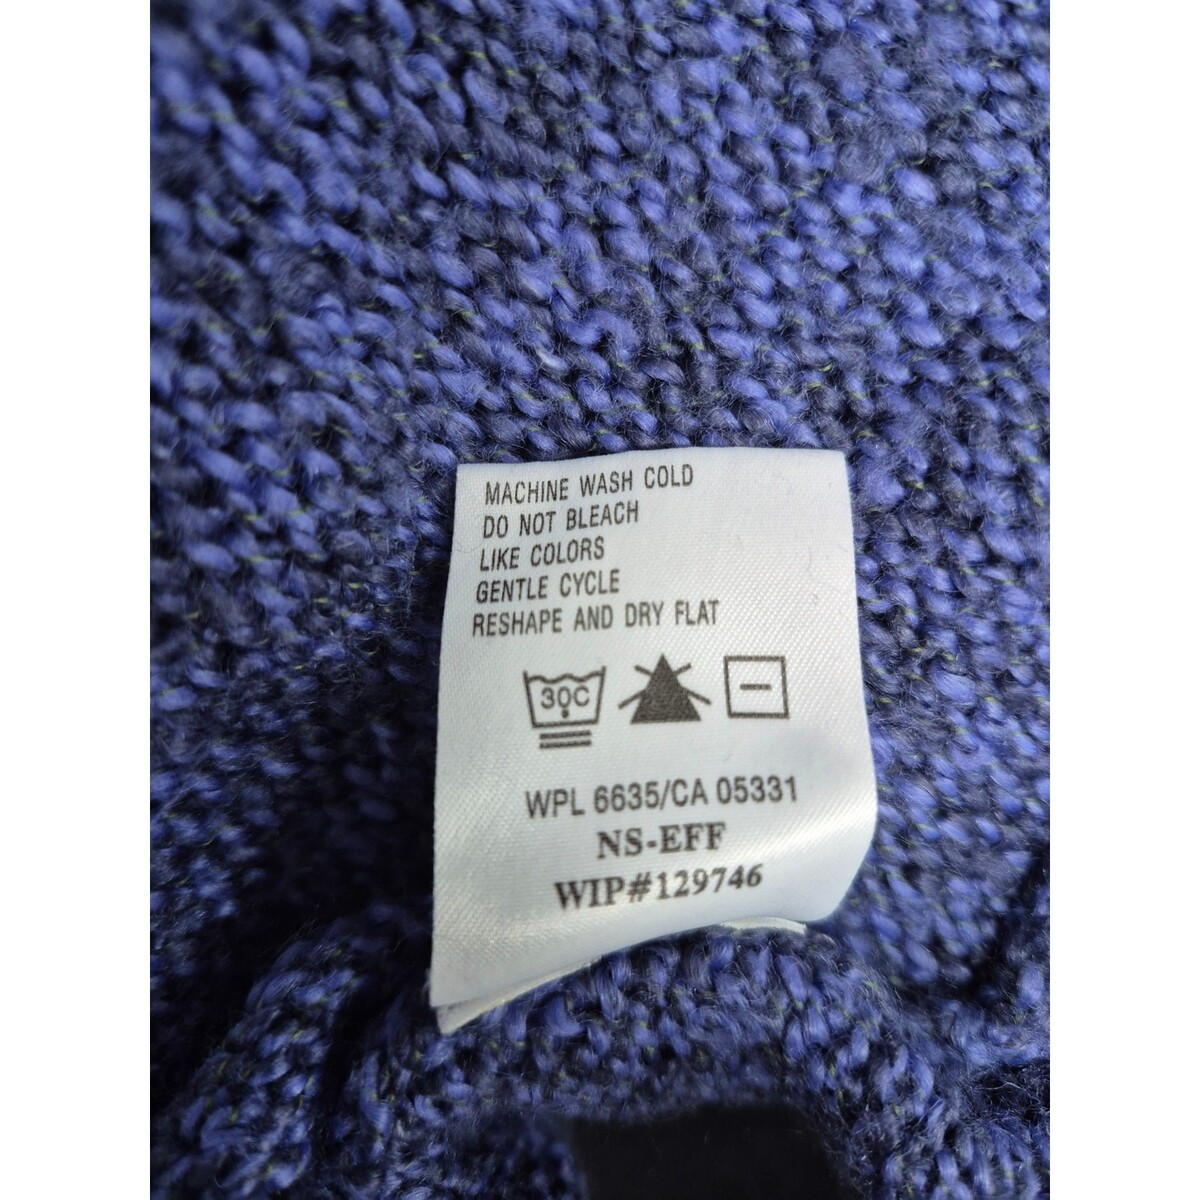 MACHINE WASH COLD
DO NOT BLEACH
LIKE COLORS
GENTLE CYCLE
RESHAPE AND DRY FLAT
30C
WPL 6635/CA 05331
NS-EFF
WIP#129746